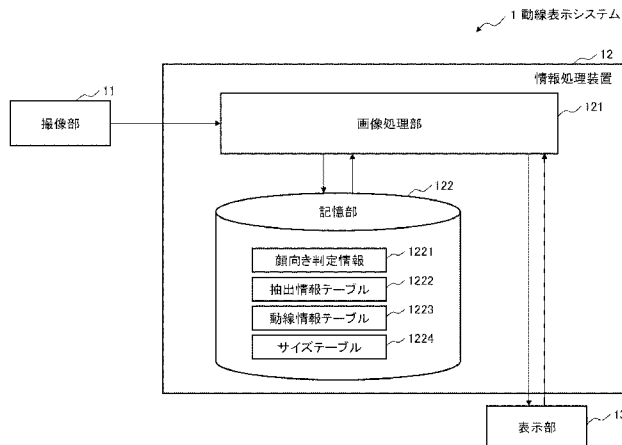 1 動線表示システム
12
情報処理装置
11
撮像部
121
画像処理部
122
記憶部
1221
顔向き判定情報
1222
抽出情報テーブル
1223
動線情報テーブル
1224
サイズテーブル
13
表示部